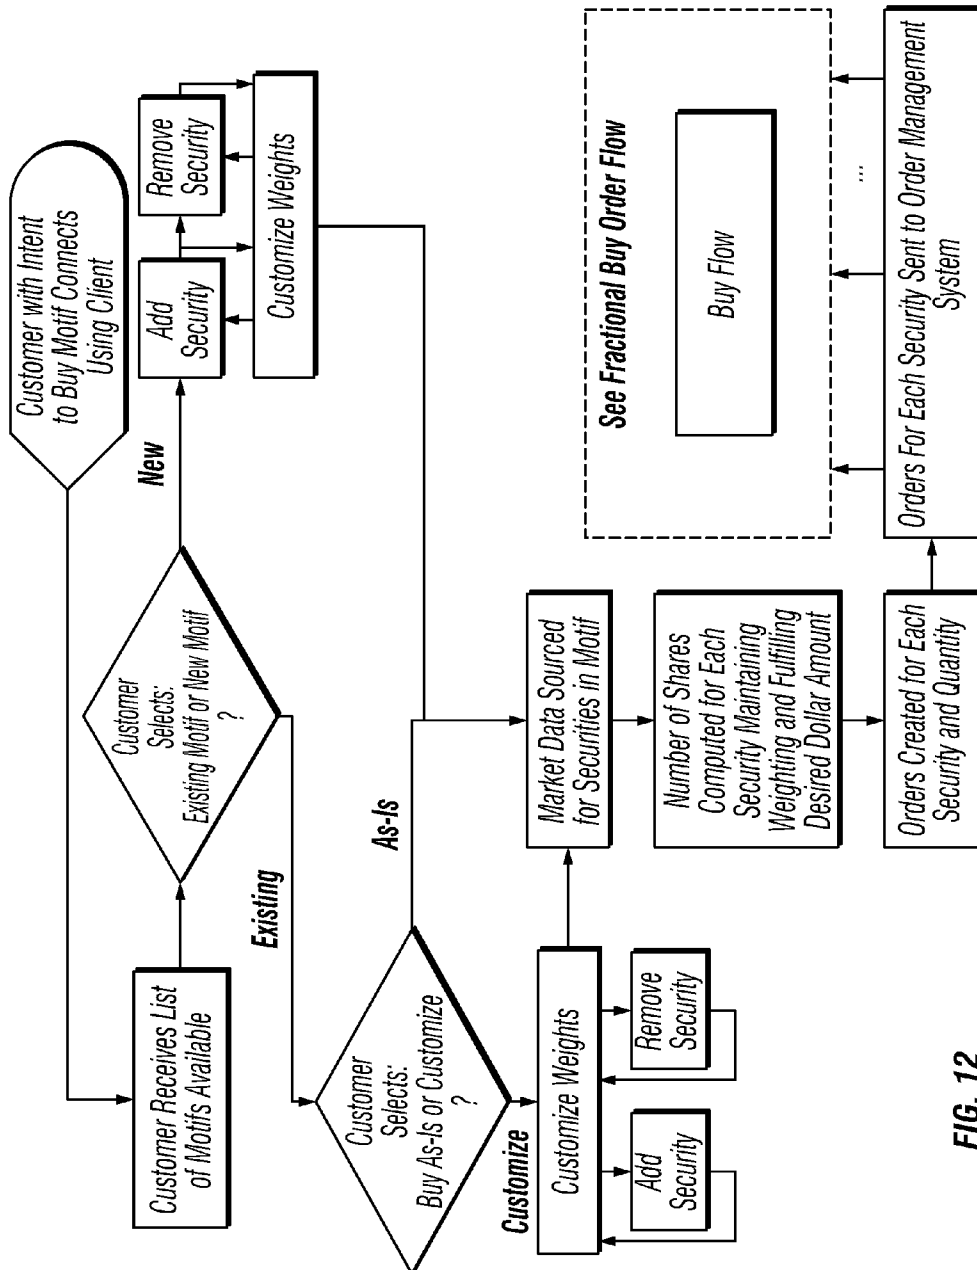 Customer with Intent
to Buy Motif Connects
Using Client
Customer Receives List
of Motifs Available
Customer
Selects:
Existing Motif or New Motif
?
New
Add
Security
Remove
Security
Customize Weights
Existing
Customer
Selects:
Buy As-Is or Customize
?
As-Is
Customize
Customize Weights
Add
Security
Remove
Security
Market Data Sourced
for Securities in Motif
Number of Shares
Computed for Each
Security Maintaining
Weighting and Fulfilling
Desired Dollar Amount
Orders Created for Each
Security and Quantity
Orders For Each Security Sent to Order Management
System
...
See Fractional Buy Order Flow
Buy Flow
FIG. 12